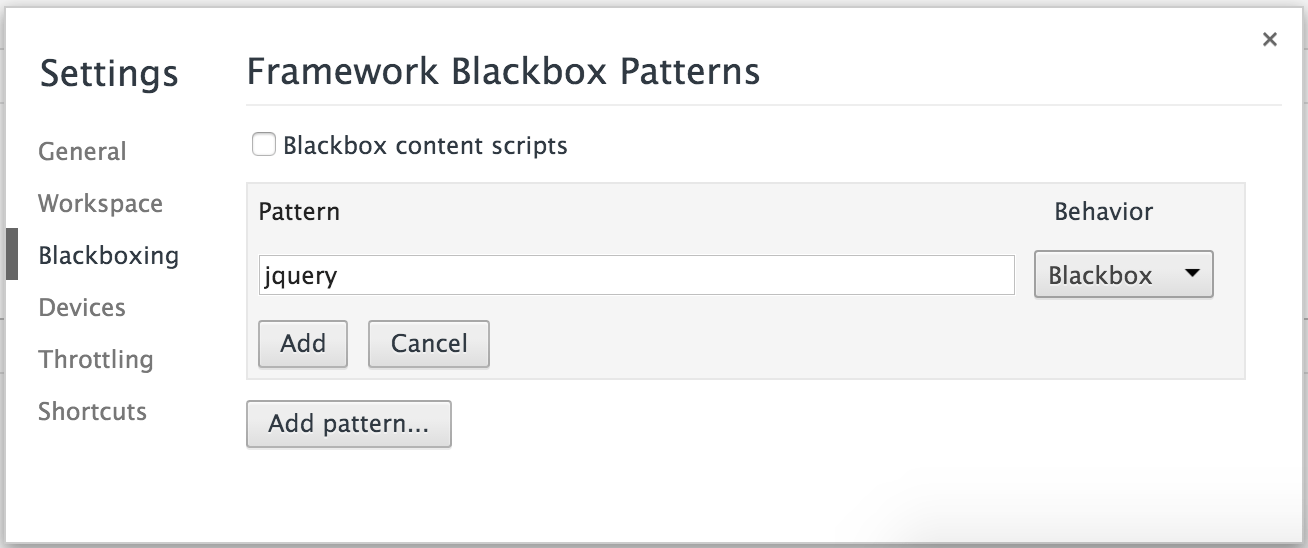 Settings
Framework Blackbox Patterns
×
General
Workspace
Blackboxing
Devices
Throttling
Shortcuts
Blackbox content scripts
Pattern Behavior
jquery Blackbox
Add Cancel
Add pattern...